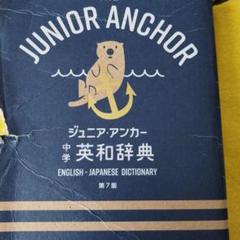 JUNIOR ANCHOR
ジュニア・アンカー
中学 英和辞典
ENGLISH - JAPANESE DICTIONARY
第7版